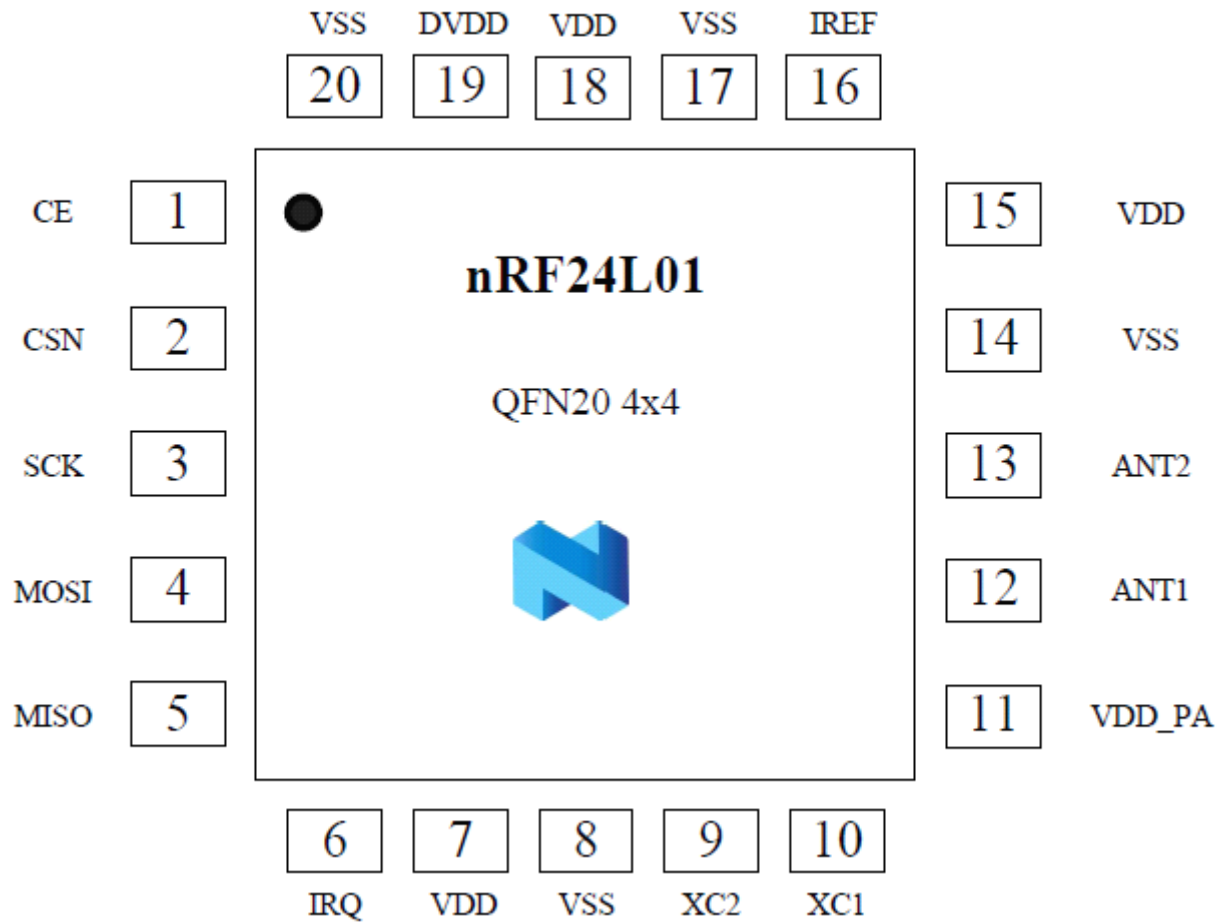 VSS DVDD VDD VSS IREF
20 19 18 17 16
CE 1 15 VDD
nRF24L01
CSN 2 14 VSS
QFN20 4x4
SCK 3 13 ANT2
MOSI 4 12 ANT1
MISO 5 11 VDD_PA
6 7 8 9 10
IRQ VDD VSS XC2 XC1